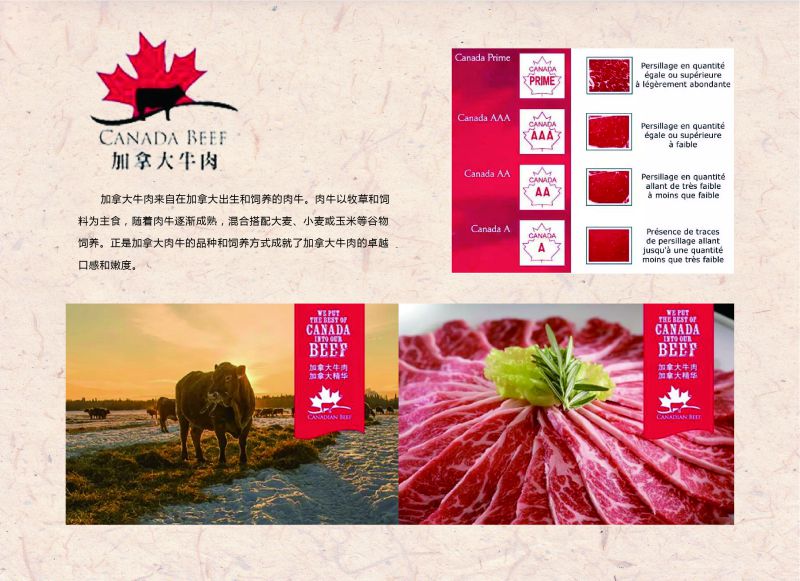 CANADA BEEF
加拿大牛肉
加拿大牛肉来自在加拿大出生和饲养的肉牛。肉牛以牧草和饲
料为主食，随着肉牛逐渐成熟，混合搭配大麦、小麦或玉米等谷物
饲养。正是加拿大肉牛的品种和饲养方式成就了加拿大牛肉的卓越
口感和嫩度。
Canada Prime
CANADA
PRIME
Persillage en quantité
égale ou supérieure
à légèrement abondante
Canada AAA
CANADA
AAA
Persillage en quantité
égale ou supérieure
à faible
Canada AA
CANADA
AA
Persillage en quantité
allant de très faible
à moins que faible
Canada A
CANADA
A
Présence de traces
de persillage allant
jusqu'à une quantité
moins que très faible
WE PUT
THE BEST OF
CANADA
INTO OUR
BEEF
加拿大牛肉
加拿大精华
CANADIAN BEEF
WE PUT
THE BEST OF
CANADA
INTO OUR
BEEF
加拿大牛肉
加拿大精华
CANADIAN BEEF